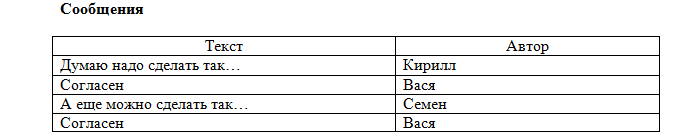 Сообщения
Текст Автор
Думаю надо сделать так… Кирилл
Согласен Вася
А еще можно сделать так… Семен
Согласен Вася